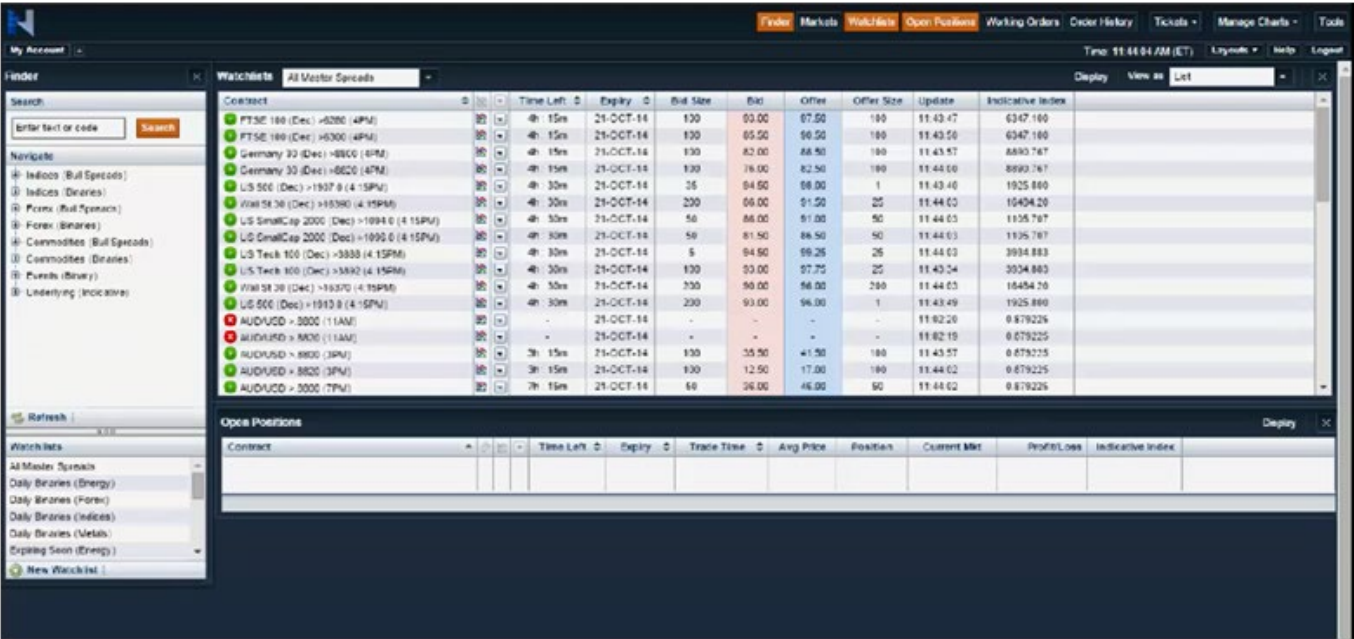 Finder Markets Watchlists Open Positions Working Orders Order History Tickets Manage Charts Tools
My Account Time: 11:44:04 AM (ET) Layouts Help Logout
Finder
Search
Enter text or code Search
Navigate
Indices (Bull Spreads)
Indices (Binaries)
Forex (Bull Spreads)
Forex (Binaries)
Commodities (Bull Spreads)
Commodities (Binaries)
Events (Binary)
Underlying (Indicative)
Refresh
Watchlists
All Master Spreads
Daily Binaries (Energy)
Daily Binaries (Forex)
Daily Binaries (Indices)
Daily Binaries (Metals)
Expiring Soon (Energy)
New Watchlist
Watchlists All Master Spreads Display View as List
Contract Time Left Expiry Bid Size Bid Offer Offer Size Update Indicative Index
FTSE 100 (Dec) >6280 (4PM) 4h 15m 21-OCT-14 100 93.00 97.50 100 11:43:47 6347.100
FTSE 100 (Dec) >6300 (4PM) 4h 15m 21-OCT-14 100 85.50 90.50 100 11:43:50 6347.100
Germany 30 (Dec) >8800 (4PM) 4h 15m 21-OCT-14 100 82.00 88.50 100 11:43:57 8890.767
Germany 30 (Dec) >8820 (4PM) 4h 15m 21-OCT-14 100 76.00 82.50 100 11:44:00 8890.767
US 500 (Dec) (4:15PM) 4h 30m 21-OCT-14 35 94.50 98.00 1 11:43:48 1925.800
Wall St 30 (Dec) >16390 (4:15PM) 4h 30m 21-OCT-14 200 86.00 91.50 25 11:44:03 16404.20
US SmallCap 2000 (Dec) >1094.0 (4:15PM) 4h 30m 21-OCT-14 50 86.00 91.00 50 11:44:03 1105.707
US SmallCap 2000 (Dec) (4:15PM) 4h 30m 21-OCT-14 50 81.50 86.50 50 11:44:03 1105.707
US Tech 100 (Dec) >3888 (4:15PM) 4h 30m 21-OCT-14 5 94.50 99.25 25 11:44:03 3934.883
US Tech 100 (Dec) >3892 (4:15PM) 4h 30m 21-OCT-14 100 93.00 97.75 25 11:43:54 3934.883
Wall St 30 (Dec) >16370 (4:15PM) 4h 30m 21-OCT-14 200 90.00 96.00 200 11:44:03
US 500 (Dec) (4:15PM) 4h 30m 21-OCT-14 200 93.00 96.00 1 11:43:49 1925.800
AUD/USD >.8800 (11AM) - 21-OCT-14 - - - - 11:02:20 0.879225
AUD/USD >.8820 (11AM) - 21-OCT-14 - - - - 11:02:19 0.879225
AUD/USD >.8800 (3PM) 3h 15m 21-OCT-14 100 35.50 41.50 100 11:43:57 0.879225
AUD/USD >.8820 (3PM) 3h 15m 21-OCT-14 100 12.50 17.00 100 11:44:02 0.879225
AUD/USD (7PM) 7h 15m 21-OCT-14 50 36.00 46.00 50 11:44:02 0.879225
Open Positions Display
Contract Time Left Expiry Trade Time Avg Price Position Current Mkt Profit/Loss Indicative Index